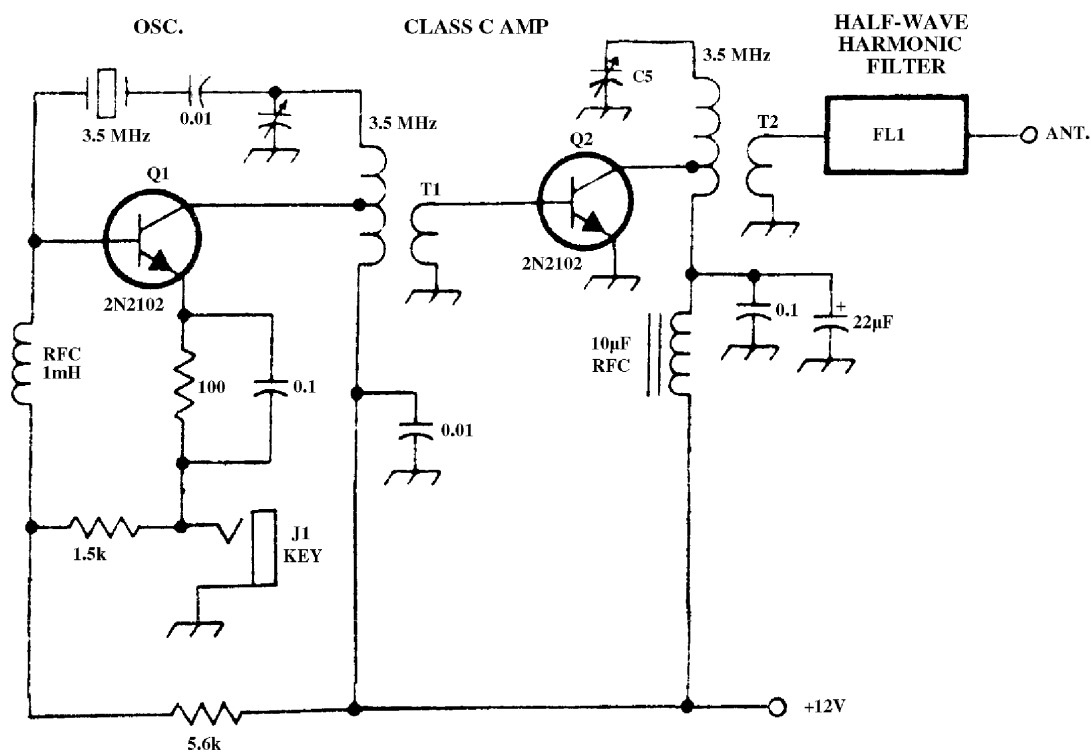 OSC.
CLASS C AMP
HALF-WAVE
HARMONIC
FILTER
3.5 MHz
0.01
3.5 MHz
C5
3.5 MHz
T2
FL1
ANT.
Q1
T1
Q2
2N2102
2N2102
RFC
1mH
100
0.1
0.01
10μF
RFC
0.1
+
22μF
1.5k
J1
KEY
5.6k
+12V